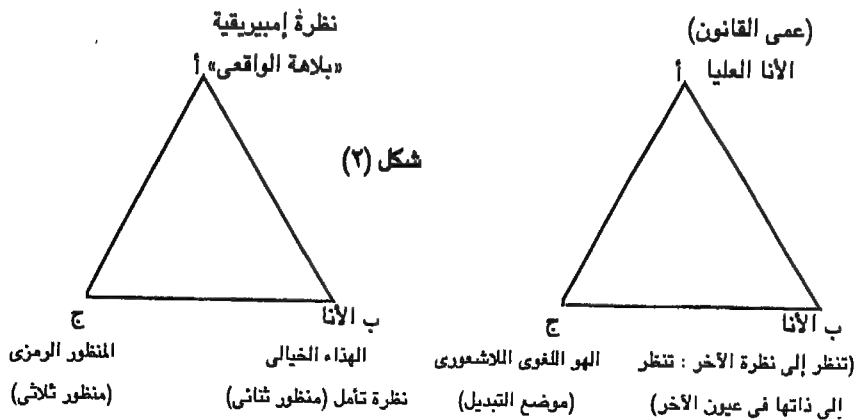 (عمى القانون)
الأنا العليا
أ
ب الأنا
ج
(تنظر إلى نظرة الآخر : تنظر
إلى ذاتها فى عيون الآخر)
الهو اللغوى اللاشعورى
(موضع التبديل)
شكل (٢)
نظرة إمبيريقية
«بلاهة الواقعى» أ
ب الأنا
ج
الهذاء الخيالى
نظرة تأمل (منظور ثنائى)
المنظور الرمزى
(منظور ثلاثى)